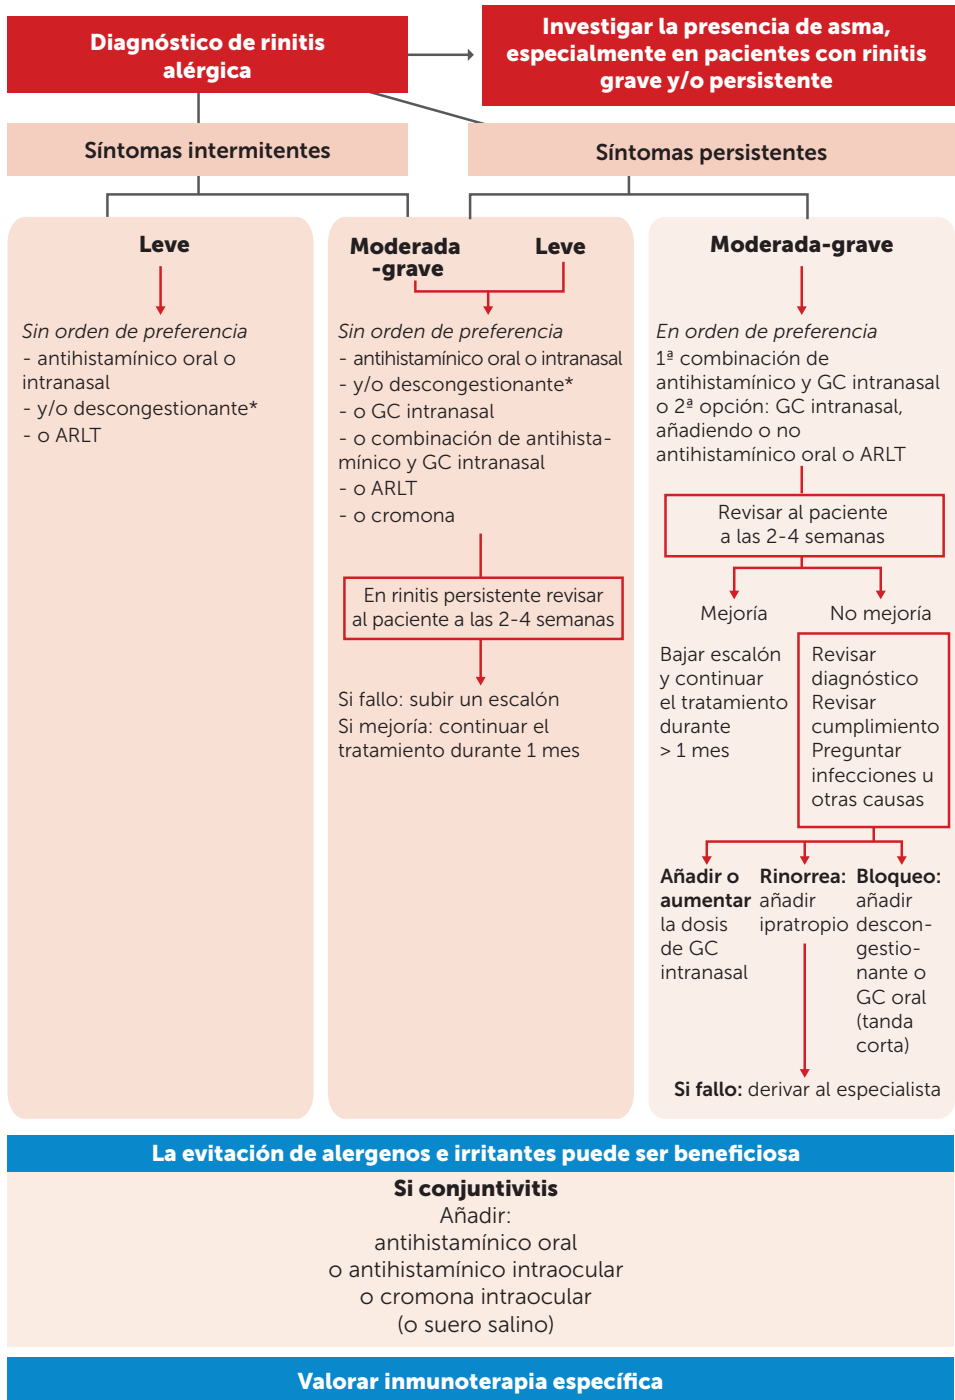 Diagnóstico de rinitis
alérgica
Investigar la presencia de asma,
especialmente en pacientes con rinitis
grave y/o persistente
Síntomas intermitentes
Síntomas persistentes
Leve
Sin orden de preferencia
- antihistamínico oral o
intranasal
- y/o descongestionante*
- o ARLT
Moderada
-grave
Leve
Sin orden de preferencia
- antihistamínico oral o intranasal
- y/o descongestionante*
- o GC intranasal
- o combinación de antihista-
mínico y GC intranasal
- o ARLT
- o cromona
En rinitis persistente revisar
al paciente a las 2-4 semanas
Si fallo: subir un escalón
Si mejoría: continuar el
tratamiento durante 1 mes
Moderada-grave
En orden de preferencia
1ª combinación de
antihistamínico y GC intranasal
o 2ª opción: GC intranasal,
añadiendo o no
antihistamínico oral o ARLT
Revisar al paciente
a las 2-4 semanas
Mejoría
Bajar escalón
y continuar
el tratamiento
durante
> 1 mes
No mejoría
Revisar
diagnóstico
Revisar
cumplimiento
Preguntar
infecciones u
otras causas
Añadir o
aumentar
la dosis
de GC
intranasal
Rinorrea:
añadir
ipratropio
Bloqueo:
añadir
descon-
gestio-
nante o
GC oral
(tanda
corta)
Si fallo: derivar al especialista
La evitación de alergenos e irritantes puede ser beneficiosa
Si conjuntivitis
Añadir:
antihistamínico oral
o antihistamínico intraocular
o cromona intraocular
(o suero salino)
Valorar inmunoterapia específica